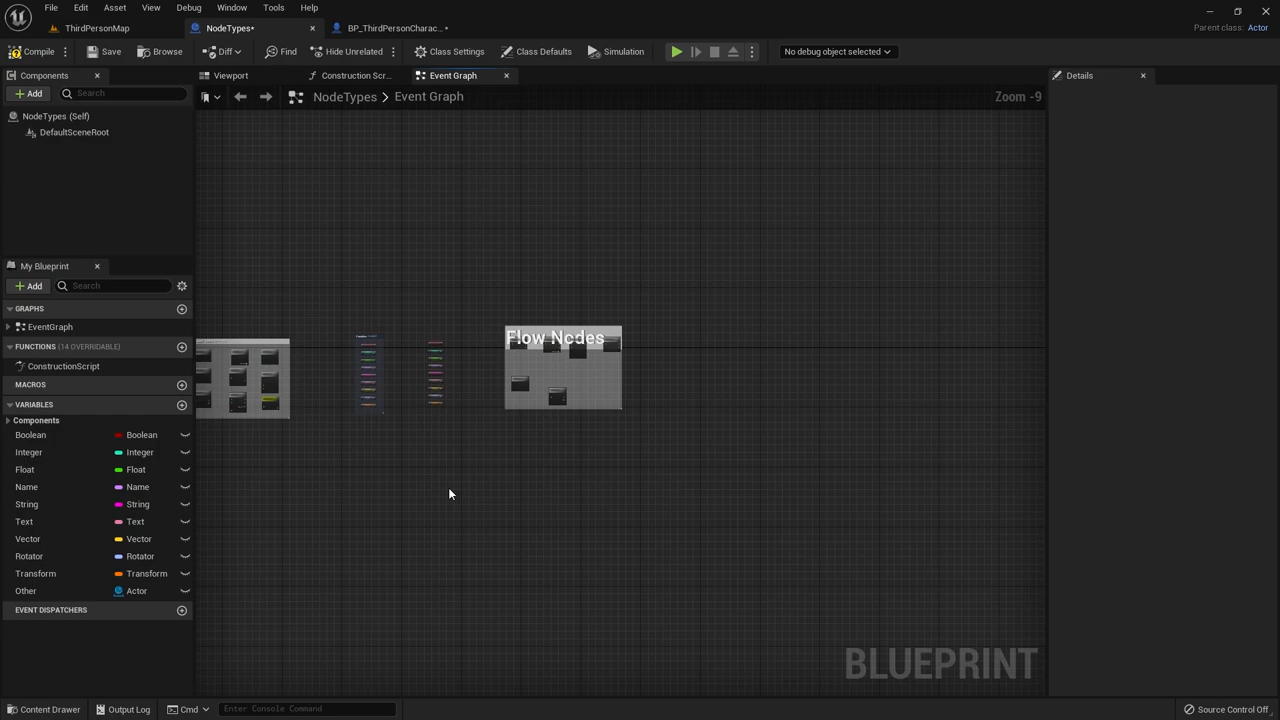 File Edit Asset View Debug Window Tools Help
ThirdPersonMap NodeTypes* BP_ThirdPersonCharac...* Parent class: Actor
Compile Save Browse Diff Find Hide Unrelated Class Settings Class Defaults Simulation No debug object selected
Components Viewport Construction Scr... Event Graph Details
Add Search NodeTypes > Event Graph Zoom -9
NodeTypes (Self)
DefaultSceneRoot
My Blueprint
Add Search
GRAPHS
EventGraph
FUNCTIONS (14 OVERRIDABLE)
ConstructionScript
MACROS
VARIABLES
Components
Boolean Boolean
Integer Integer
Float Float
Name Name
String String
Text Text
Vector Vector
Rotator Rotator
Transform Transform
Other Actor
EVENT DISPATCHERS
Flow Nodes
BLUEPRINT
Content Drawer Output Log Cmd Enter Console Command Source Control Off